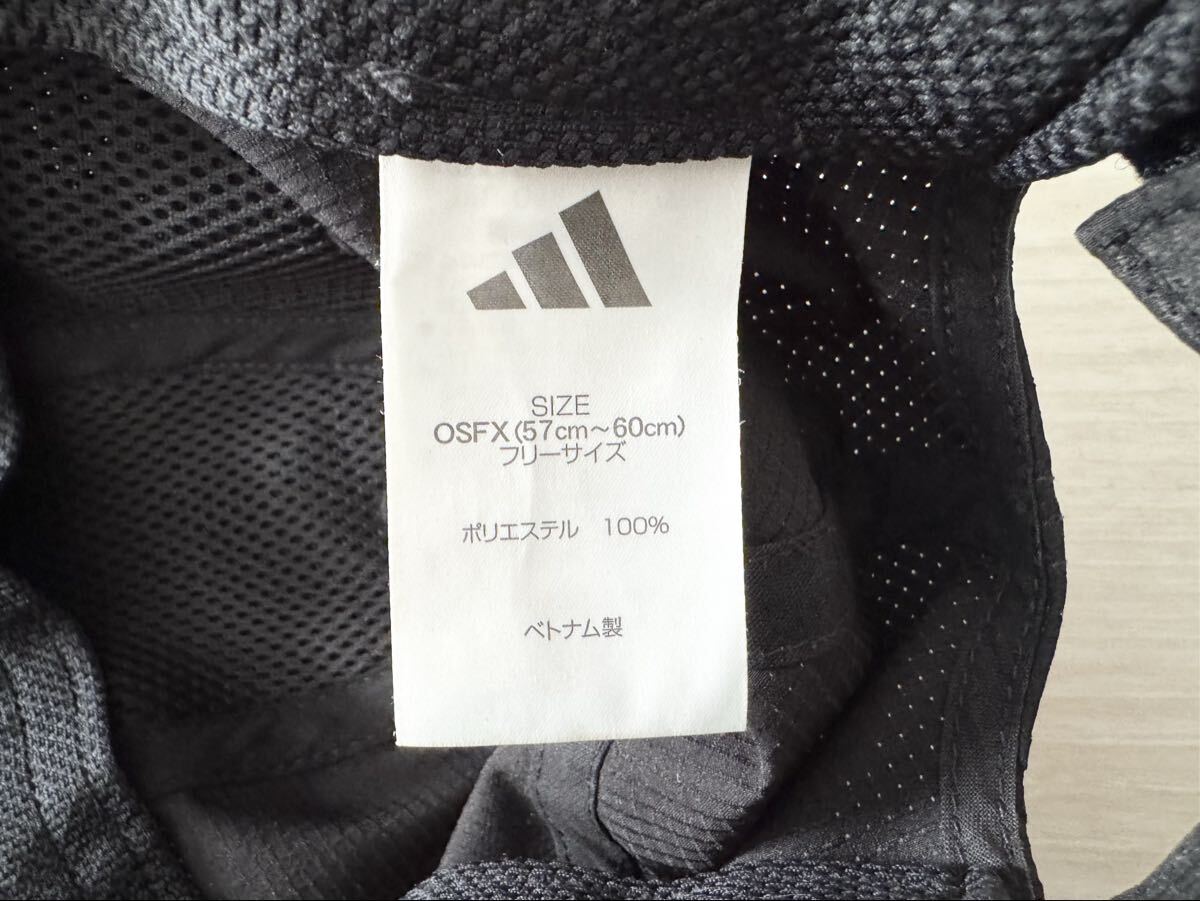 SIZE
OSFX(57cm～60cm)
フリーサイズ
ポリエステル　100%
ベトナム製